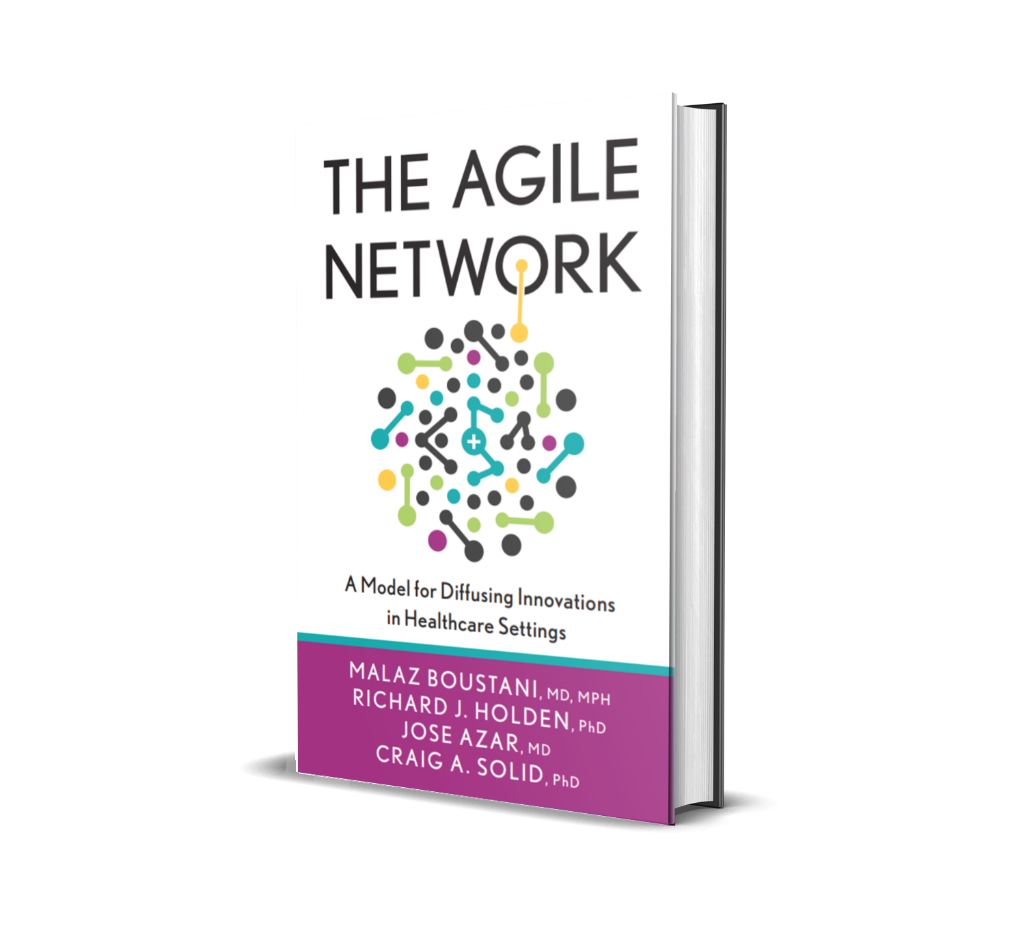 THE AGILE
NETWORK
A Model for Diffusing Innovations
in Healthcare Settings
MALAZ BOUSTANI, MD, MPH
RICHARD J. HOLDEN, PhD
JOSE AZAR, MD
CRAIG A. SOLID, PhD